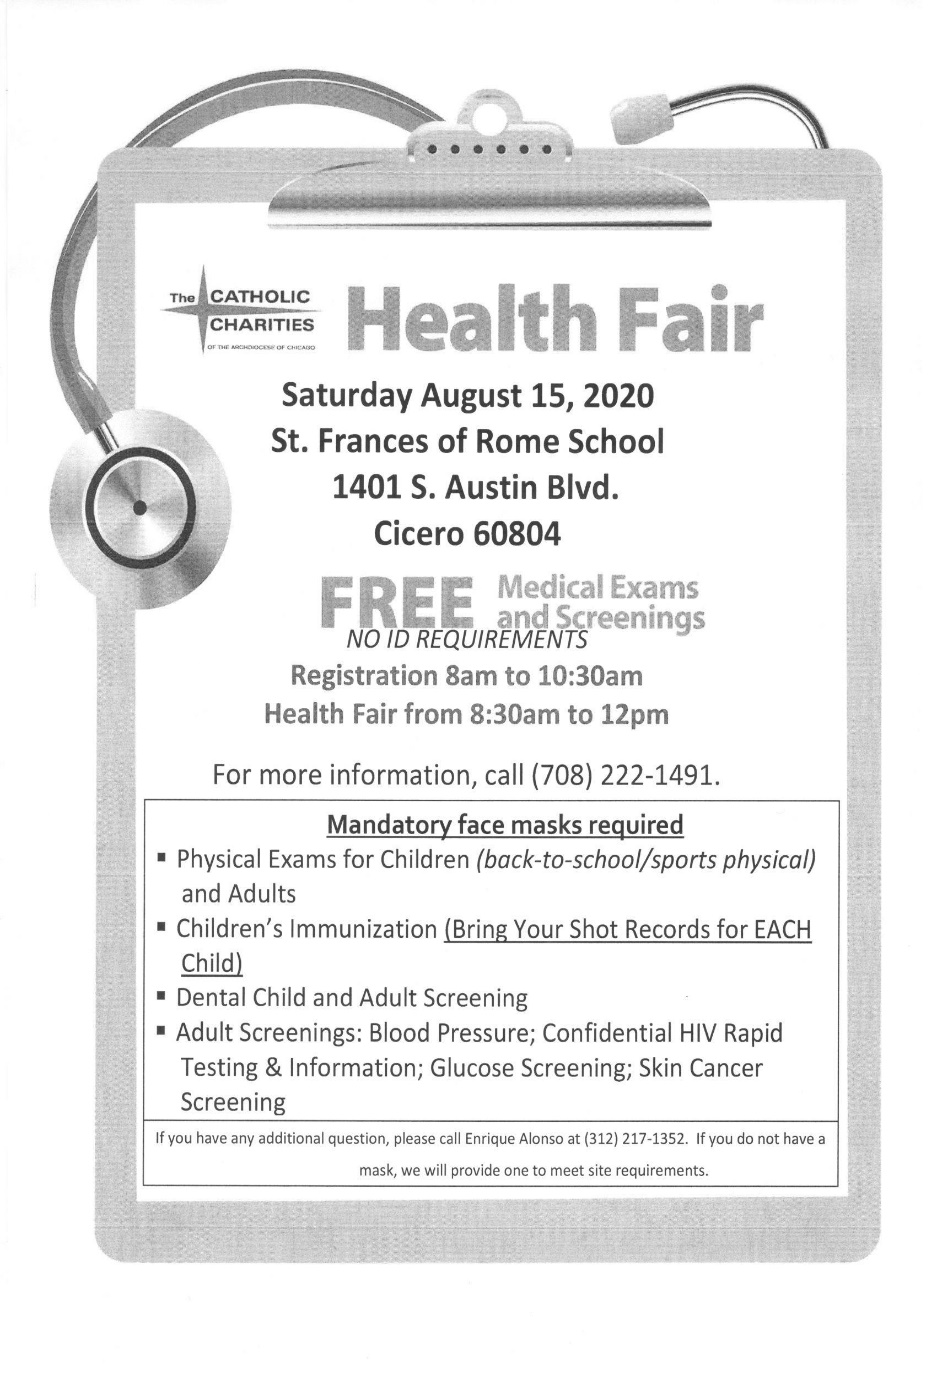 The CATHOLIC
CHARITIES
OF THE ARCHDIOCESE OF CHICAGO
Health Fair
Saturday August 15, 2020
St. Frances of Rome School
1401 S. Austin Blvd.
Cicero 60804
FREE Medical Exams
and Screenings
NO ID REQUIREMENTS
Registration 8am to 10:30am
Health Fair from 8:30am to 12pm
For more information, call (708) 222-1491.
Mandatory face masks required
▪ Physical Exams for Children (back-to-school/sports physical)
and Adults
▪ Children's Immunization (Bring Your Shot Records for EACH
Child)
▪ Dental Child and Adult Screening
▪ Adult Screenings: Blood Pressure; Confidential HIV Rapid
Testing & Information; Glucose Screening; Skin Cancer
Screening
If you have any additional question, please call Enrique Alonso at (312) 217-1352. If you do not have a
mask, we will provide one to meet site requirements.